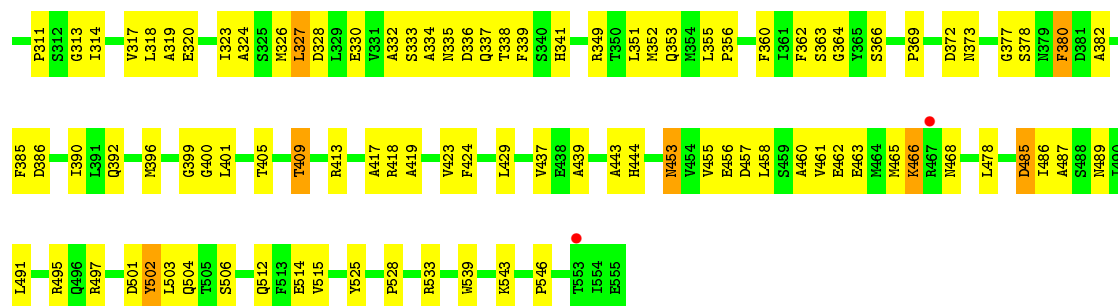 P311 S312 G313 I314 V317 L318 A319 E320 I323 A324 S325 M326 L327 D328 L329 E330 V331 A332 S333 A334 N335 D336 Q337 T338 F339 S340 H341 R349 T350 L351 M352 Q353 M354 L355 P356 F360 I361 F362 S363 G364 Y365 S366 P369 D372 N373 G377 S378 N379 F380 D381 A382
F385 D386 I390 L391 Q392 M396 G399 G400 L401 T405 T409 R413 A417 R418 A419 V423 F424 L429 V437 E438 A439 A443 H444 N453 V454 V455 E456 D457 L458 S459 A460 V461 E462 E463 M464 M465 K466 R467 N468 L478 D485 I486 A487 S488 N489 I490
L491 R495 Q496 R497 D501 Y502 L503 Q504 T505 S506 Q512 F513 E514 V515 Y525 P528 R533 W539 K543 P546 T553 I554 E555